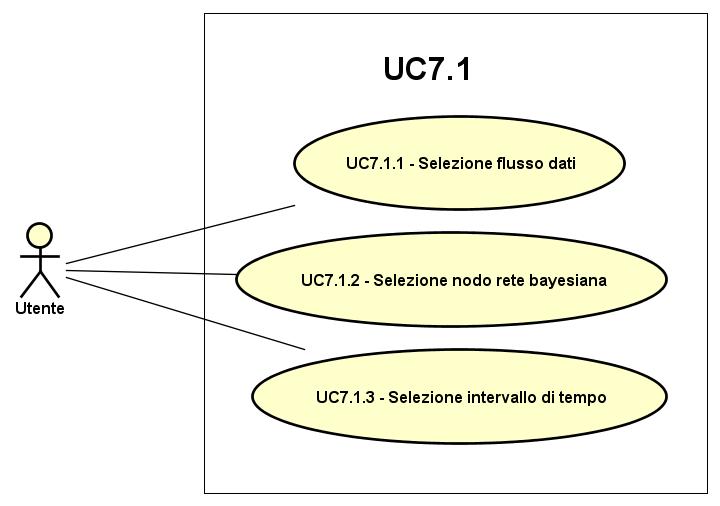 UC7.1
UC7.1.1 - Selezione flusso dati
UC7.1.2 - Selezione nodo rete bayesiana
Utente
UC7.1.3 - Selezione intervallo di tempo